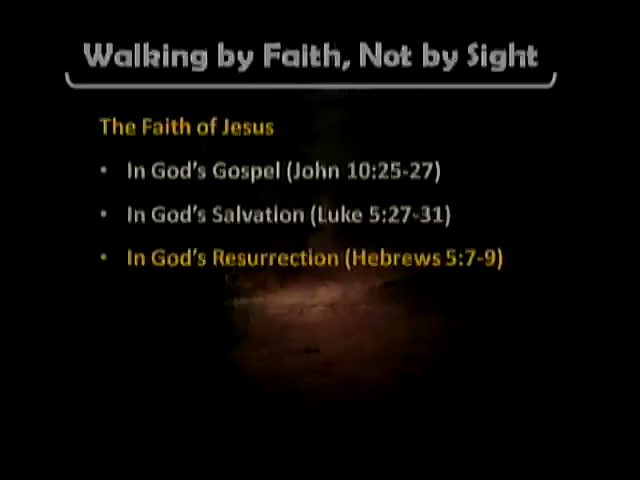 Walking by Faith, Not by Sight
The Faith of Jesus
• In God's Gospel (John 10:25-27)
• In God's Salvation (Luke 5:27-31)
• In God's Resurrection (Hebrews 5:7-9)